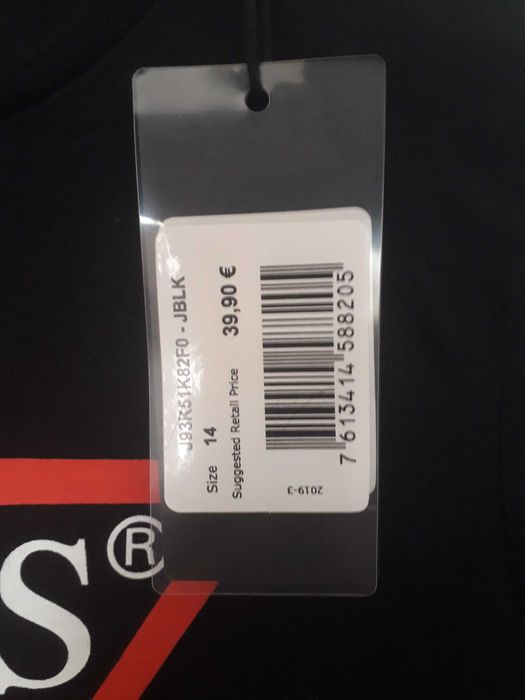 J93K51K82F0 - JBLK
Size 14
Suggested Retail Price 39,90 €
7 613414 588205
2019-3
S®